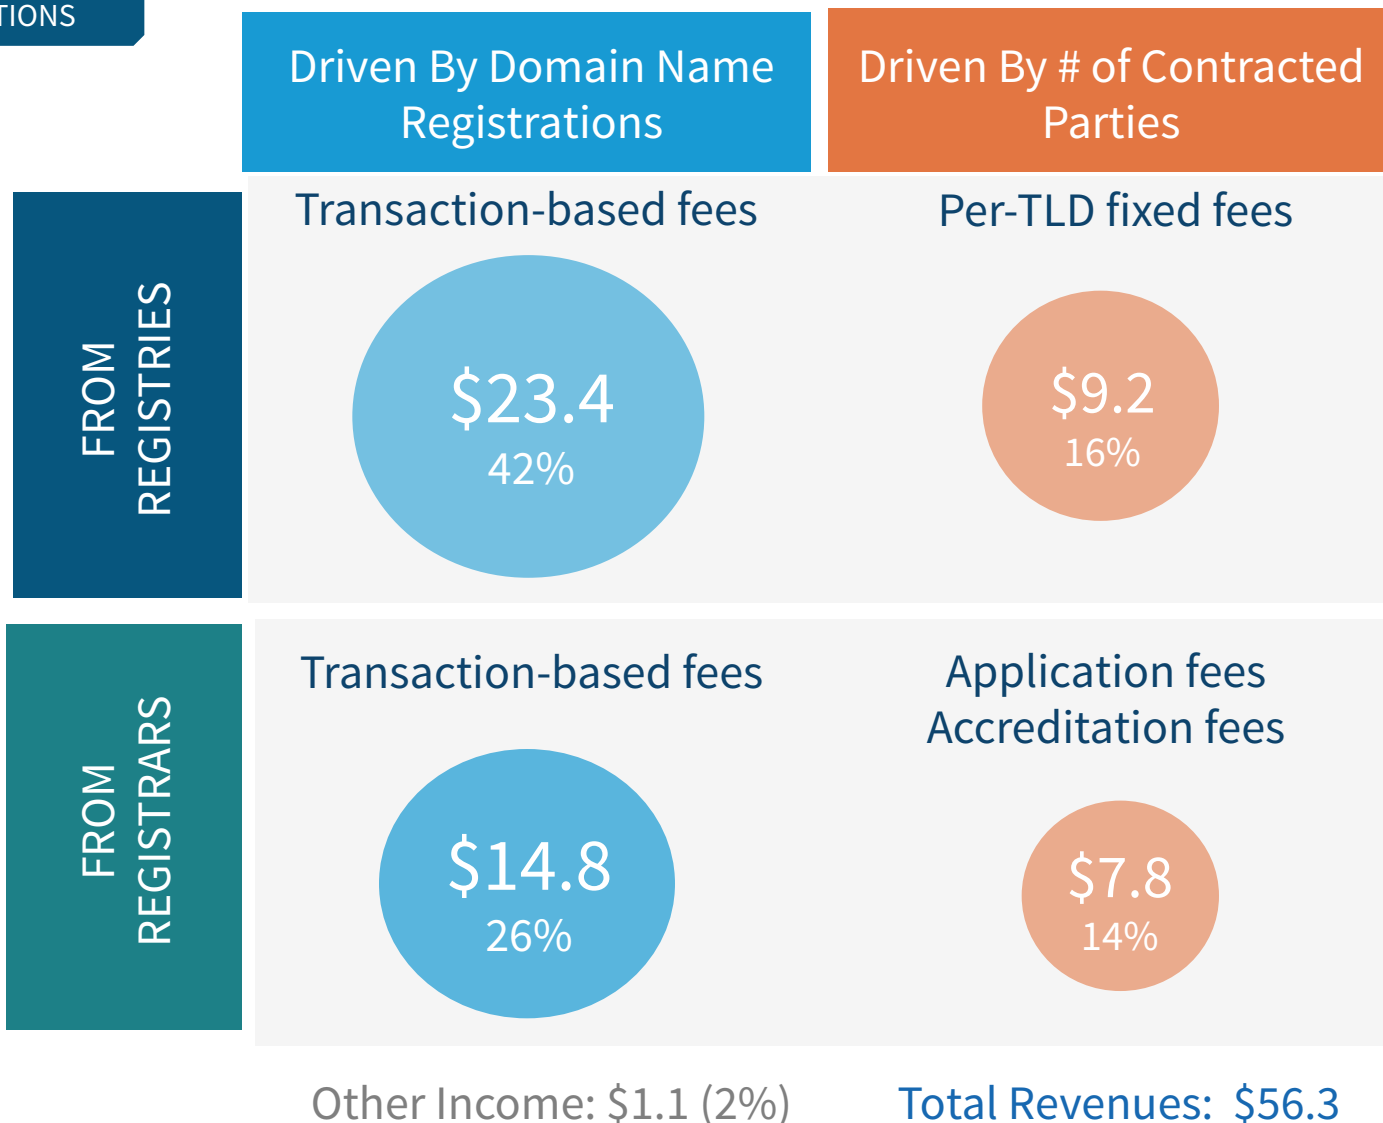 TIONS
Driven By Domain Name
Registrations
Driven By # of Contracted
Parties
FROM
REGISTRIES
Transaction-based fees
$23.4
42%
Per-TLD fixed fees
$9.2
16%
FROM
REGISTRARS
Transaction-based fees
$14.8
26%
Application fees
Accreditation fees
$7.8
14%
Other Income: $1.1 (2%)
Total Revenues: $56.3